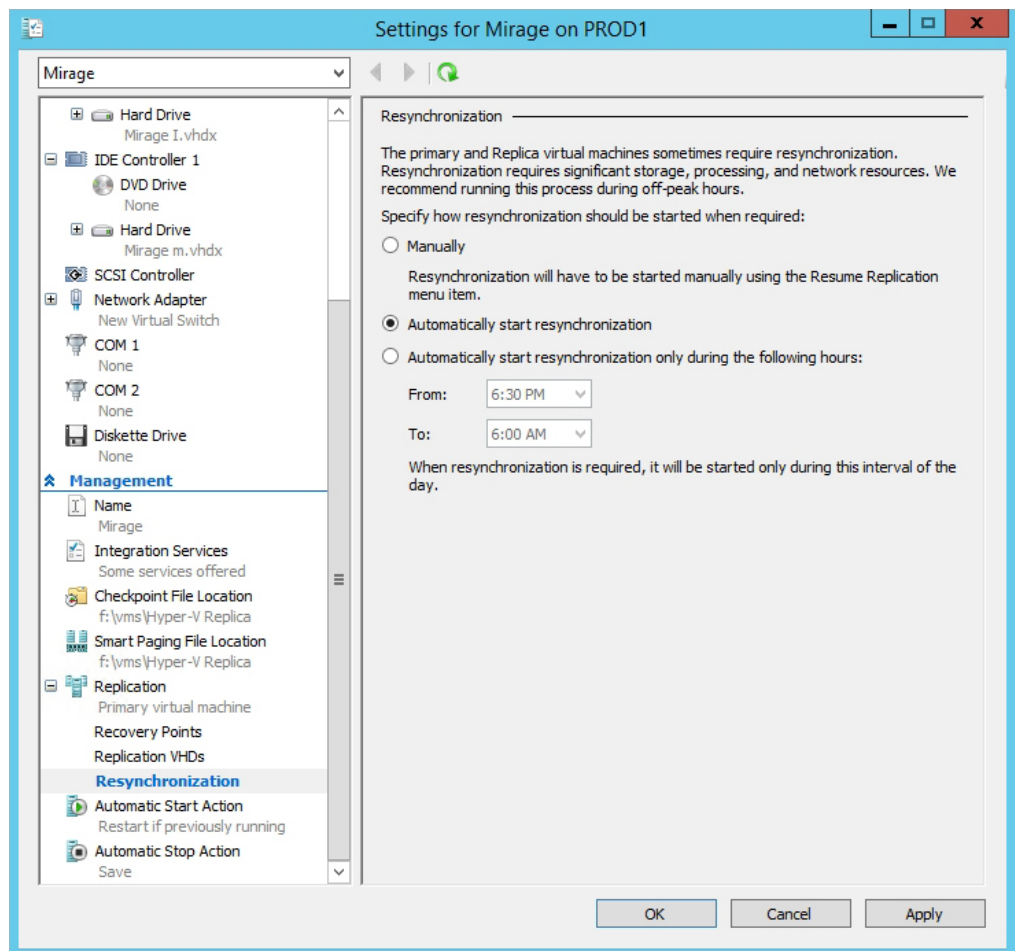 Settings for Mirage on PROD1
Mirage
Hard Drive
Mirage I.vhdx
IDE Controller 1
DVD Drive
None
Hard Drive
Mirage m.vhdx
SCSI Controller
Network Adapter
New Virtual Switch
COM 1
None
COM 2
None
Diskette Drive
None
Management
Name
Mirage
Integration Services
Some services offered
Checkpoint File Location
f:\vms\Hyper-V Replica
Smart Paging File Location
f:\vms\Hyper-V Replica
Replication
Primary virtual machine
Recovery Points
Replication VHDs
Resynchronization
Automatic Start Action
Restart if previously running
Automatic Stop Action
Save
Resynchronization
The primary and Replica virtual machines sometimes require resynchronization.
Resynchronization requires significant storage, processing, and network resources. We
recommend running this process during off-peak hours.
Specify how resynchronization should be started when required:
Manually
Resynchronization will have to be started manually using the Resume Replication
menu item.
Automatically start resynchronization
Automatically start resynchronization only during the following hours:
From: 6:30 PM
To: 6:00 AM
When resynchronization is required, it will be started only during this interval of the
day.
OK Cancel Apply